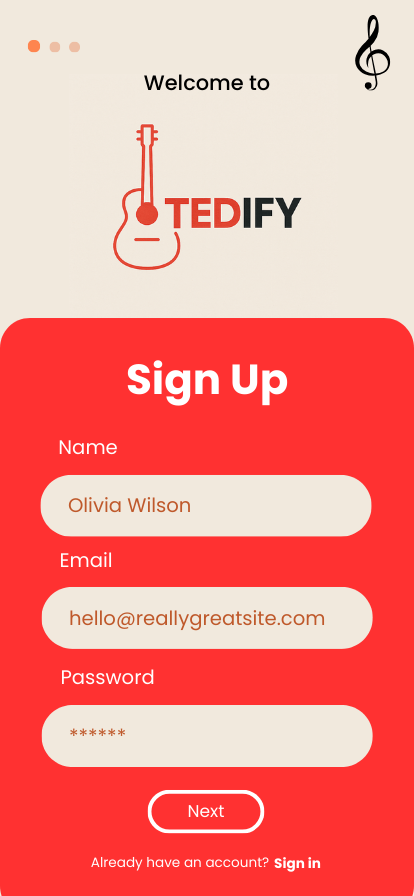 Welcome to
TEDIFY
Sign Up
Name
Olivia Wilson
Email
hello@reallygreatsite.com
Password
******
Next
Already have an account? Sign in